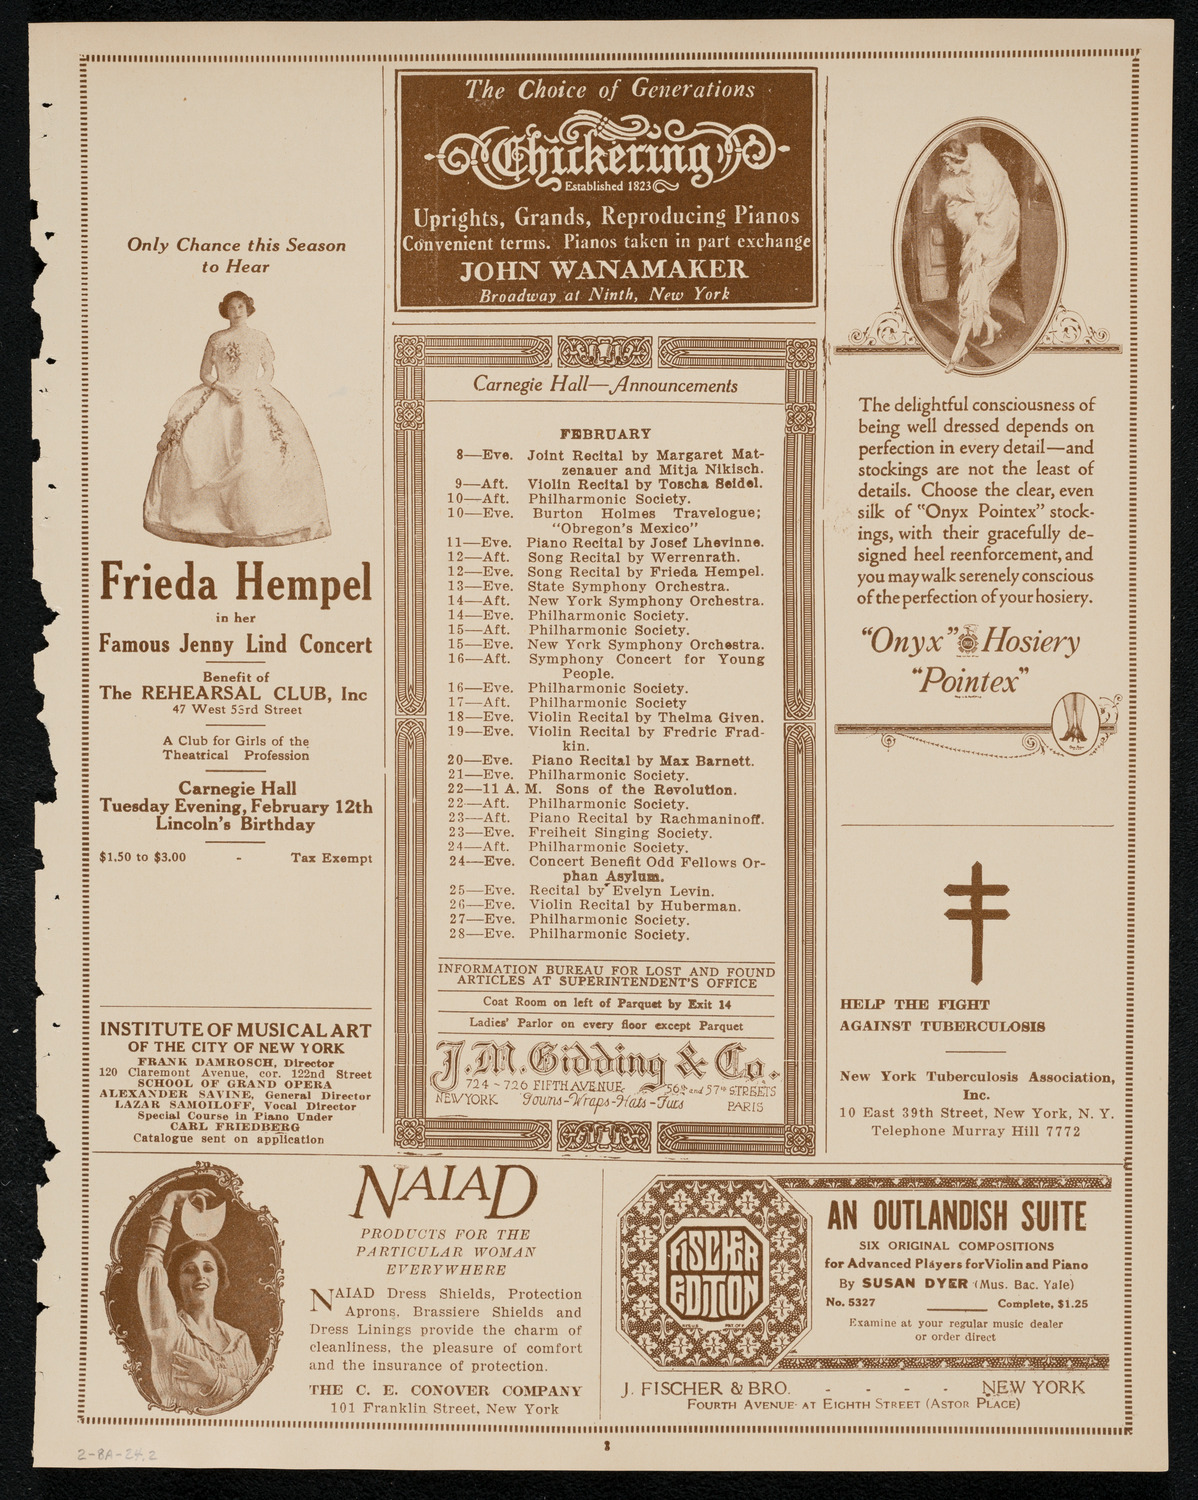 Only Chance this Season
to Hear
Frieda Hempel
in her
Famous Jenny Lind Concert
Benefit of
The REHEARSAL CLUB, Inc
47 West 53rd Street
A Club for Girls of the
Theatrical Profession
Carnegie Hall
Tuesday Evening, February 12th
Lincoln's Birthday
$1.50 to $3.00 - Tax Exempt
INSTITUTE OF MUSICAL ART
OF THE CITY OF NEW YORK
FRANK DAMROSCH, Director
120 Claremont Avenue, cor. 122nd Street
SCHOOL OF GRAND OPERA
ALEXANDER SAVINE, General Director
LAZAR SAMOILOFF, Vocal Director
Special Course in Piano Under
CARL FRIEDBERG
Catalogue sent on application
The Choice of Generations
Chickering
Established 1823
Uprights, Grands, Reproducing Pianos
Convenient terms. Pianos taken in part exchange
JOHN WANAMAKER
Broadway at Ninth, New York
Carnegie Hall—Announcements
FEBRUARY
8—Eve. Joint Recital by Margaret Mat-
zenauer and Mitja Nikisch.
9—Aft. Violin Recital by Toscha Seidel.
10—Aft. Philharmonic Society.
10—Eve. Burton Holmes Travelogue;
"Obregon's Mexico"
11—Eve. Piano Recital by Josef Lhevinne.
12—Aft. Song Recital by Werrenrath.
12—Eve. Song Recital by Frieda Hempel.
13—Eve. State Symphony Orchestra.
14—Aft. New York Symphony Orchestra.
14—Eve. Philharmonic Society.
15—Aft. Philharmonic Society.
15—Eve. New York Symphony Orchestra.
16—Aft. Symphony Concert for Young
People.
16—Eve. Philharmonic Society.
17—Aft. Philharmonic Society
18—Eve. Violin Recital by Thelma Given.
19—Eve. Violin Recital by Fredric Frad-
kin.
20—Eve. Piano Recital by Max Barnett.
21—Eve. Philharmonic Society.
22—11 A. M. Sons of the Revolution.
22—Aft. Philharmonic Society.
23—Aft. Piano Recital by Rachmaninoff.
23—Eve. Freiheit Singing Society.
24—Aft. Philharmonic Society.
24—Eve. Concert Benefit Odd Fellows Or-
phan Asylum.
25—Eve. Recital by Evelyn Levin.
26—Eve. Violin Recital by Huberman.
27—Eve. Philharmonic Society.
28—Eve. Philharmonic Society.
INFORMATION BUREAU FOR LOST AND FOUND
ARTICLES AT SUPERINTENDENT'S OFFICE
Coat Room on left of Parquet by Exit 14
Ladies' Parlor on every floor except Parquet
J.M. Gidding & Co.
724 - 726 FIFTH AVENUE 56th and 57th STREETS
NEW YORK Gowns-Wraps-Hats-Furs PARIS
The delightful consciousness of
being well dressed depends on
perfection in every detail—and
stockings are not the least of
details. Choose the clear, even
silk of "Onyx Pointex" stock-
ings, with their gracefully de-
signed heel reenforcement, and
you may walk serenely conscious
of the perfection of your hosiery.
"Onyx" Hosiery
"Pointex"
HELP THE FIGHT
AGAINST TUBERCULOSIS
New York Tuberculosis Association,
Inc.
10 East 39th Street, New York, N. Y.
Telephone Murray Hill 7772
NAIAD
PRODUCTS FOR THE
PARTICULAR WOMAN
EVERYWHERE
NAIAD Dress Shields, Protection
Aprons, Brassiere Shields and
Dress Linings provide the charm of
cleanliness, the pleasure of comfort
and the insurance of protection.
THE C. E. CONOVER COMPANY
101 Franklin Street, New York
FISCHER
EDITION
AN OUTLANDISH SUITE
SIX ORIGINAL COMPOSITIONS
for Advanced Players for Violin and Piano
By SUSAN DYER (Mus. Bac. Yale)
No. 5327 Complete, $1.25
Examine at your regular music dealer
or order direct
J. FISCHER & BRO. - - - - NEW YORK
FOURTH AVENUE AT EIGHTH STREET (ASTOR PLACE)
2
2-8A-24,2